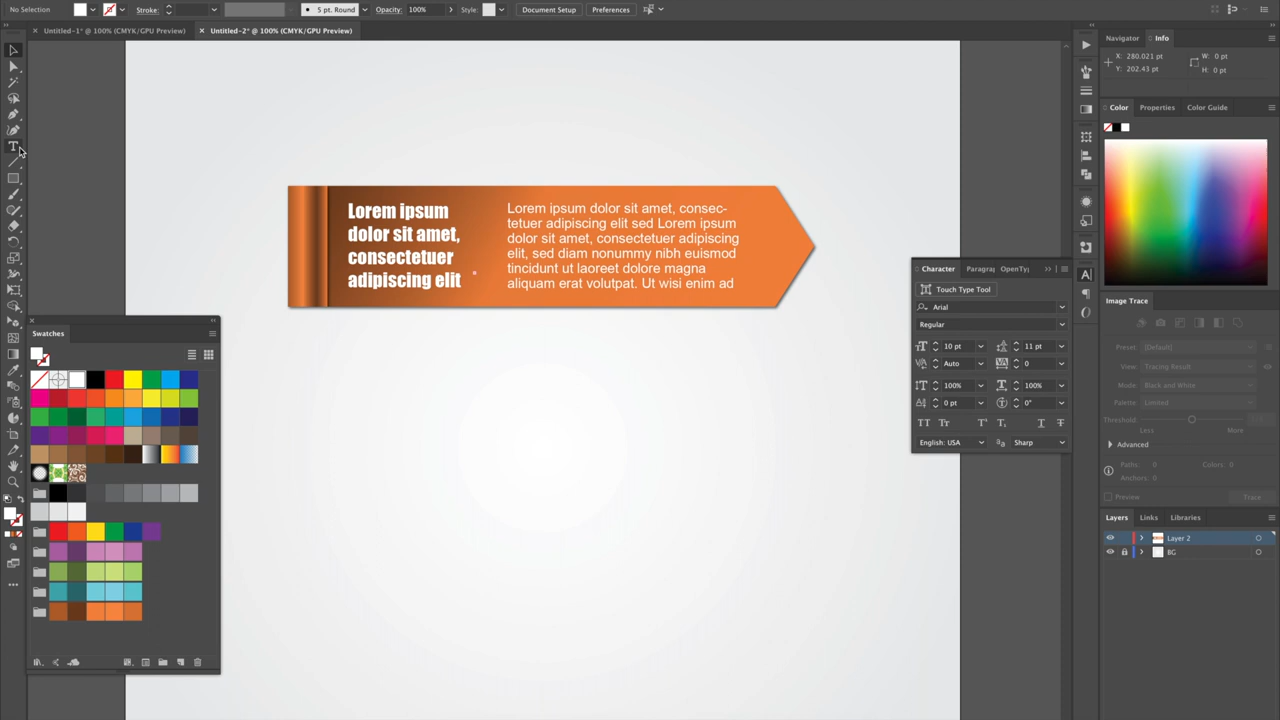 No Selection
Stroke:
5 pt. Round
Opacity: 100%
Style:
Document Setup
Preferences
Untitled-1* @ 100% (CMYK/GPU Preview)
Untitled-2* @ 100% (CMYK/GPU Preview)
Navigator
Info
X: 280.021 pt
Y: 202.43 pt
W: 0 pt
H: 0 pt
Color
Properties
Color Guide
Lorem ipsum
dolor sit amet,
consectetuer
adipiscing elit
Lorem ipsum dolor sit amet, consec-
tetuer adipiscing elit sed Lorem ipsum
dolor sit amet, consectetuer adipiscing
elit, sed diam nonummy nibh euismod
tincidunt ut laoreet dolore magna
aliquam erat volutpat. Ut wisi enim ad
Character
Paragra
OpenTy
Touch Type Tool
Arial
Regular
10 pt
11 pt
Auto
0
100%
100%
0 pt
0°
English: USA
Sharp
Swatches
Image Trace
Preset: [Default]
View: Tracing Result
Mode: Black and White
Palette: Limited
Threshold:
Less
More
Advanced
Paths: 0
Colors: 0
Anchors: 0
Preview
Trace
Layers
Links
Libraries
Layer 2
BG